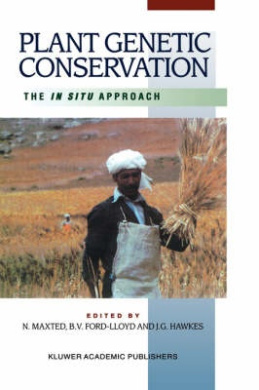 PLANT GENETIC
CONSERVATION
THE IN SITU APPROACH
EDITED BY
N. MAXTED, B.V. FORD-LLOYD AND J.G. HAWKES
KLUWER ACADEMIC PUBLISHERS